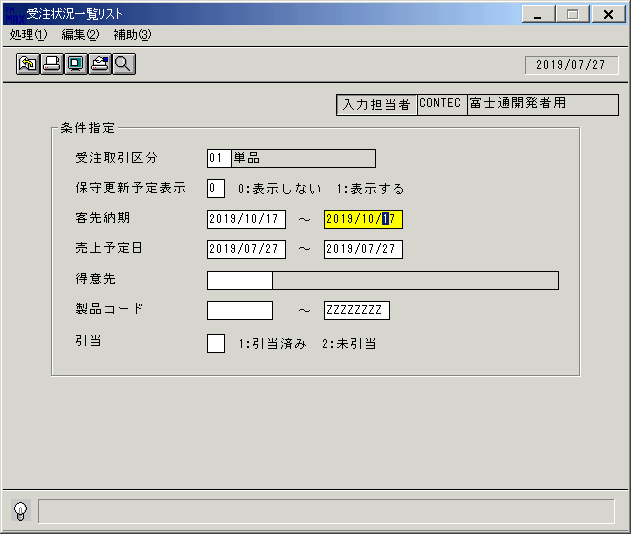 受注状況一覧リスト
処理(1) 編集(2) 補助(3)
2019/07/27
入力担当者 CONTEC 富士通開発者用
条件指定
受注取引区分 01 単品
保守更新予定表示 0 0:表示しない 1:表示する
客先納期 2019/10/17 ～ 2019/10/17
売上予定日 2019/07/27 ～ 2019/07/27
得意先
製品コード ～ ZZZZZZZZ
引当 1:引当済み 2:未引当